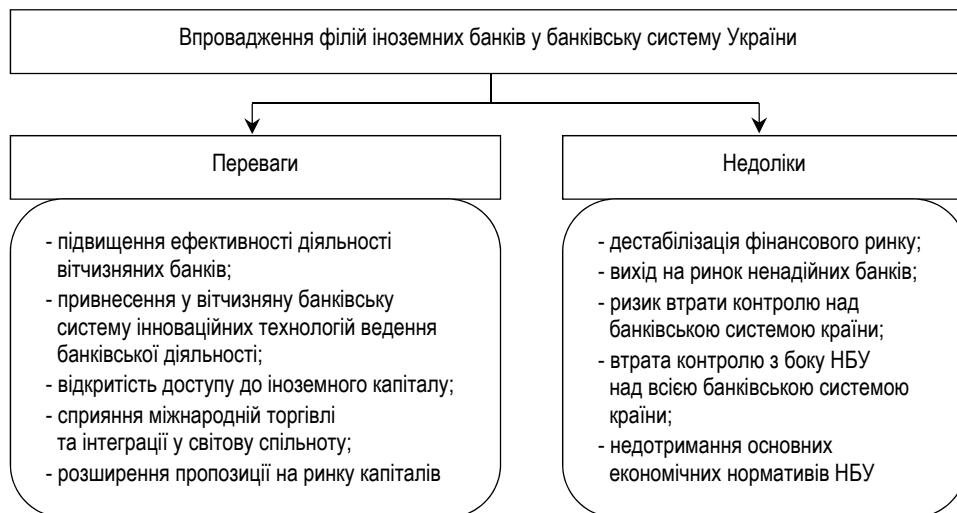 Впровадження філій іноземних банків у банківську систему України
Переваги
- підвищення ефективності діяльності
вітчизняних банків;
- привнесення у вітчизняну банківську
систему інноваційних технологій ведення
банківської діяльності;
- відкритість доступу до іноземного капіталу;
- сприяння міжнародній торгівлі
та інтеграції у світову спільноту;
- розширення пропозиції на ринку капіталів
Недоліки
- дестабілізація фінансового ринку;
- вихід на ринок ненадійних банків;
- ризик втрати контролю над
банківською системою країни;
- втрата контролю з боку НБУ
над всією банківською системою
країни;
- недотримання основних
економічних нормативів НБУ